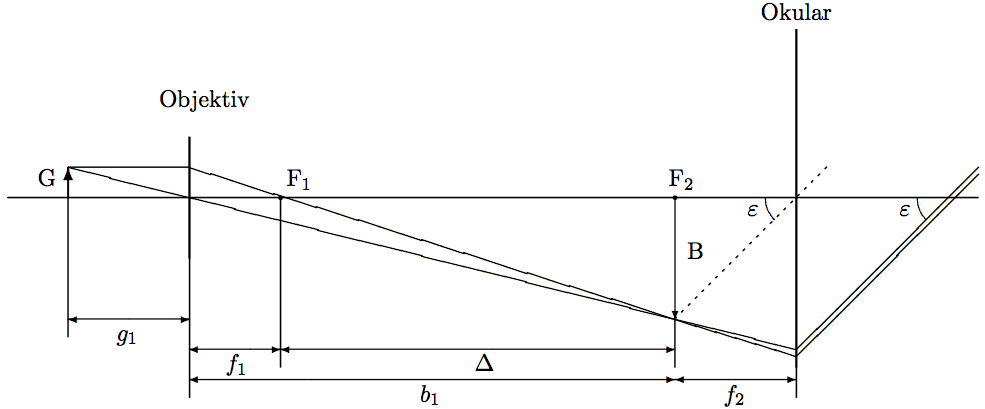 Okular
Objektiv
G
F₁
F₂
ε
ε
B
g₁
f₁
Δ
b₁
f₂